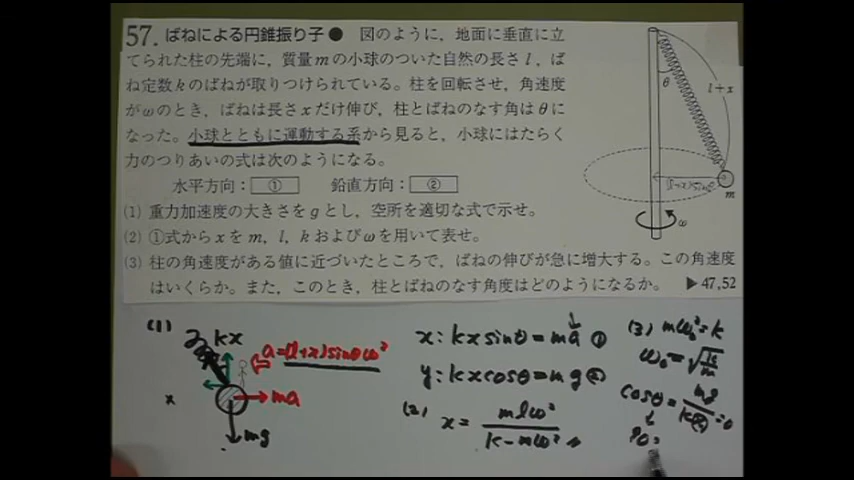 57. ばねによる円錐振り子● 図のように，地面に垂直に立
てられた柱の先端に，質量mの小球のついた自然の長さl，ば
ね定数kのばねが取りつけられている。柱を回転させ，角速度
がωのとき，ばねは長さxだけ伸び，柱とばねのなす角はθに
なった。小球とともに運動する系から見ると，小球にはたらく
力のつりあいの式は次のようになる。
水平方向：① 鉛直方向：②
(1) 重力加速度の大きさをgとし，空所を適切な式で示せ。
(2) ①式からxをm，l，kおよびωを用いて表せ。
(3) 柱の角速度がある値に近づいたところで，ばねの伸びが急に増大する。この角速度
はいくらか。また，このとき，柱とばねのなす角度はどのようになるか。 ▶47,52
θ
l+x
(l+x)sinθ
m
ω
(1)
kx
a=(l+x)sinθω²
ma
mg
x
x: kx sinθ = ma ①
y: kx cosθ = mg ②
(2) x = mlω² / k-mω²
(3) mω₀²=k
ω₀=√k/m
cosθ = mg/kx =0
90°